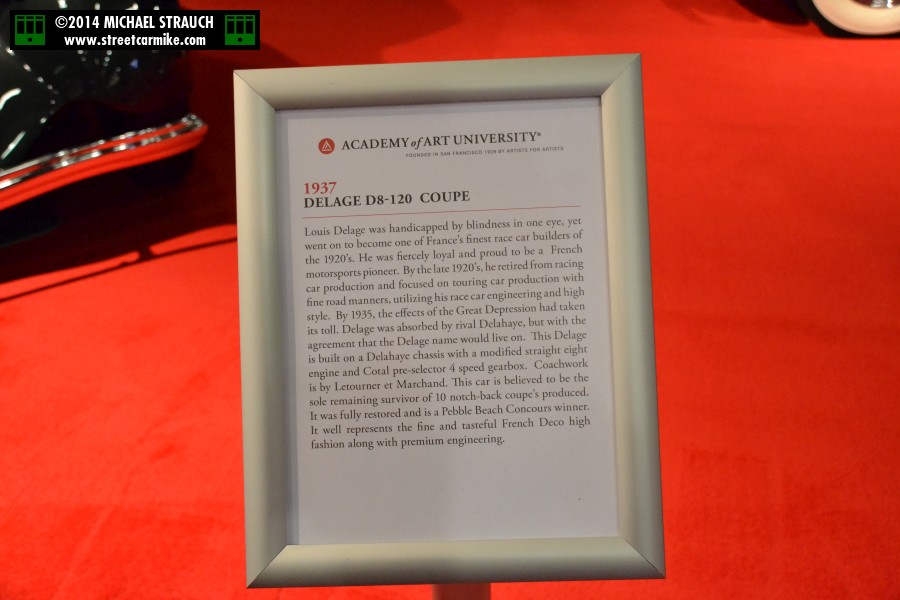 ©2014 MICHAEL STRAUCH
www.streetcarmike.com
ACADEMY of ART UNIVERSITY®
FOUNDED IN SAN FRANCISCO 1929 BY ARTISTS FOR ARTISTS
1937
DELAGE D8-120 COUPE
Louis Delage was handicapped by blindness in one eye, yet
went on to become one of France's finest race car builders of
the 1920's. He was fiercely loyal and proud to be a French
motorsports pioneer. By the late 1920's, he retired from racing
car production and focused on touring car production with
fine road manners, utilizing his race car engineering and high
style. By 1935, the effects of the Great Depression had taken
its toll. Delage was absorbed by rival Delahaye, but with the
agreement that the Delage name would live on. This Delage
is built on a Delahaye chassis with a modified straight eight
engine and Cotal pre-selector 4 speed gearbox. Coachwork
is by Letourner et Marchand. This car is believed to be the
sole remaining survivor of 10 notch-back coupe's produced.
It was fully restored and is a Pebble Beach Concours winner.
It well represents the fine and tasteful French Deco high
fashion along with premium engineering.